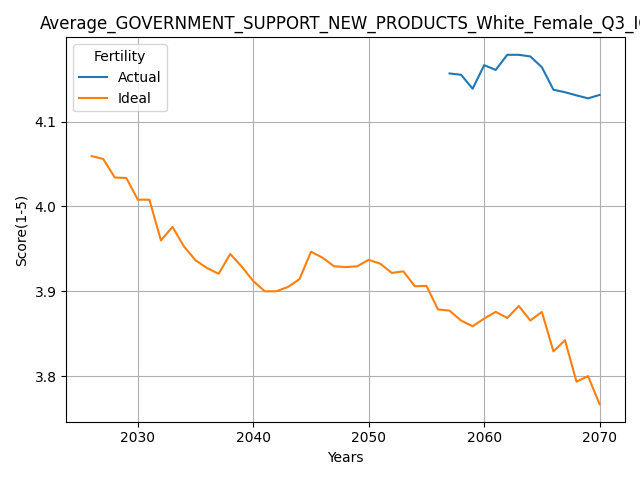 Average_GOVERNMENT_SUPPORT_NEW_PRODUCTS_White_Female_Q3_I
Fertility
Actual
Ideal
4.1
4.0
3.9
3.8
Score(1-5)
2030
2040
2050
2060
2070
Years